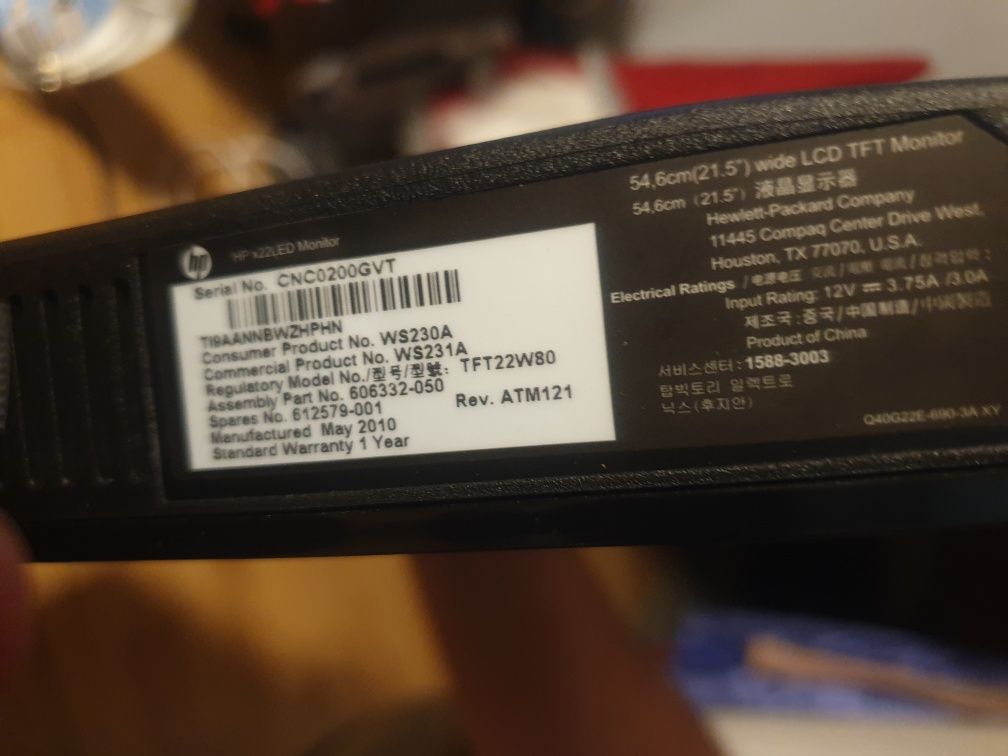 hp
HP x22LED Monitor
Serial No. CNC0200GVT
TI9AANNBWZHPHN
Consumer Product No. WS230A
Commercial Product No. WS231A
Regulatory Model No./型号/型號: TFT22W80
Assembly Part No. 606332-050
Spares No. 612579-001
Rev. ATM121
Manufactured May 2010
Standard Warranty 1 Year
54,6cm(21.5") wide LCD TFT Monitor
54,6cm (21.5") 液晶显示器
Hewlett-Packard Company
11445 Compaq Center Drive West,
Houston, TX 77070, U.S.A.
Electrical Ratings / 电源电压
Input Rating: 12V ⎓ 3.75A /3.0A
제조국: 중국/中国制造/中國製造
Product of China
서비스센터: 1588-3003
탑빅토리 일렉트로
닉스(후지안)
Q40G22E-690-3A XY